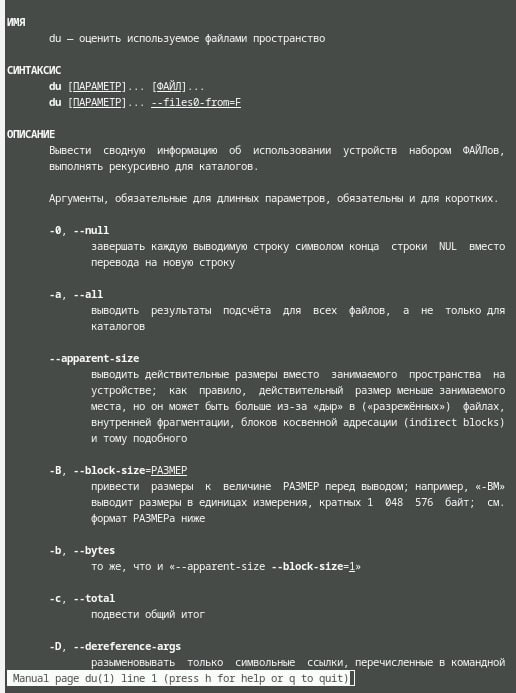 ИМЯ
du – оценить используемое файлами пространство
СИНТАКСИС
du [ПАРАМЕТР]... [ФАЙЛ]...
du [ПАРАМЕТР]... --files0-from=F
ОПИСАНИЕ
Вывести сводную информацию об использовании устройств набором ФАЙЛов,
выполнять рекурсивно для каталогов.
Аргументы, обязательные для длинных параметров, обязательны и для коротких.
-0, --null
завершать каждую выводимую строку символом конца строки NUL вместо
перевода на новую строку
-a, --all
выводить результаты подсчёта для всех файлов, а не только для
каталогов
--apparent-size
выводить действительные размеры вместо занимаемого пространства на
устройстве; как правило, действительный размер меньше занимаемого
места, но он может быть больше из-за «дыр» в («разрежённых») файлах,
внутренней фрагментации, блоков косвенной адресации (indirect blocks)
и тому подобного
-B, --block-size=РАЗМЕР
привести размеры к величине РАЗМЕР перед выводом; например, «-BM»
выводит размеры в единицах измерения, кратных 1 048 576 байт; см.
формат РАЗМЕРа ниже
-b, --bytes
то же, что и «--apparent-size --block-size=1»
-c, --total
подвести общий итог
-D, --dereference-args
разыменовывать только символьные ссылки, перечисленные в командной
Manual page du(1) line 1 (press h for help or q to quit)